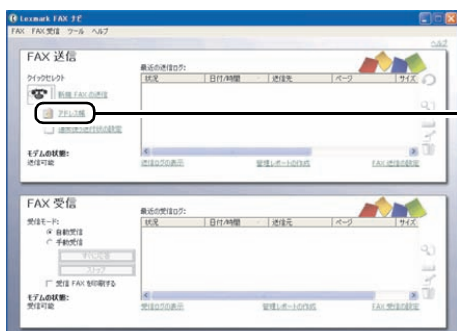 Lexmark FAX ナビ
FAX FAX受信 ツール ヘルプ
ヘルプ
FAX 送信
最近の送信ログ:
クイックセレクト
状況 日付/時間 送信先 ページ サイズ
新規 FAX の送信
アドレス帳
モデムの状態:
送信可能
送信ログの表示 管理レポートの作成 FAX 送信の設定
FAX 受信
最近の受信ログ:
受信モード:
状況 日付/時間 送信元 ページ サイズ
自動受信
手動受信
ストップ
受信 FAX を印刷する
モデムの状態:
受信可能
受信ログの表示 管理レポートの作成 FAX 受信の設定